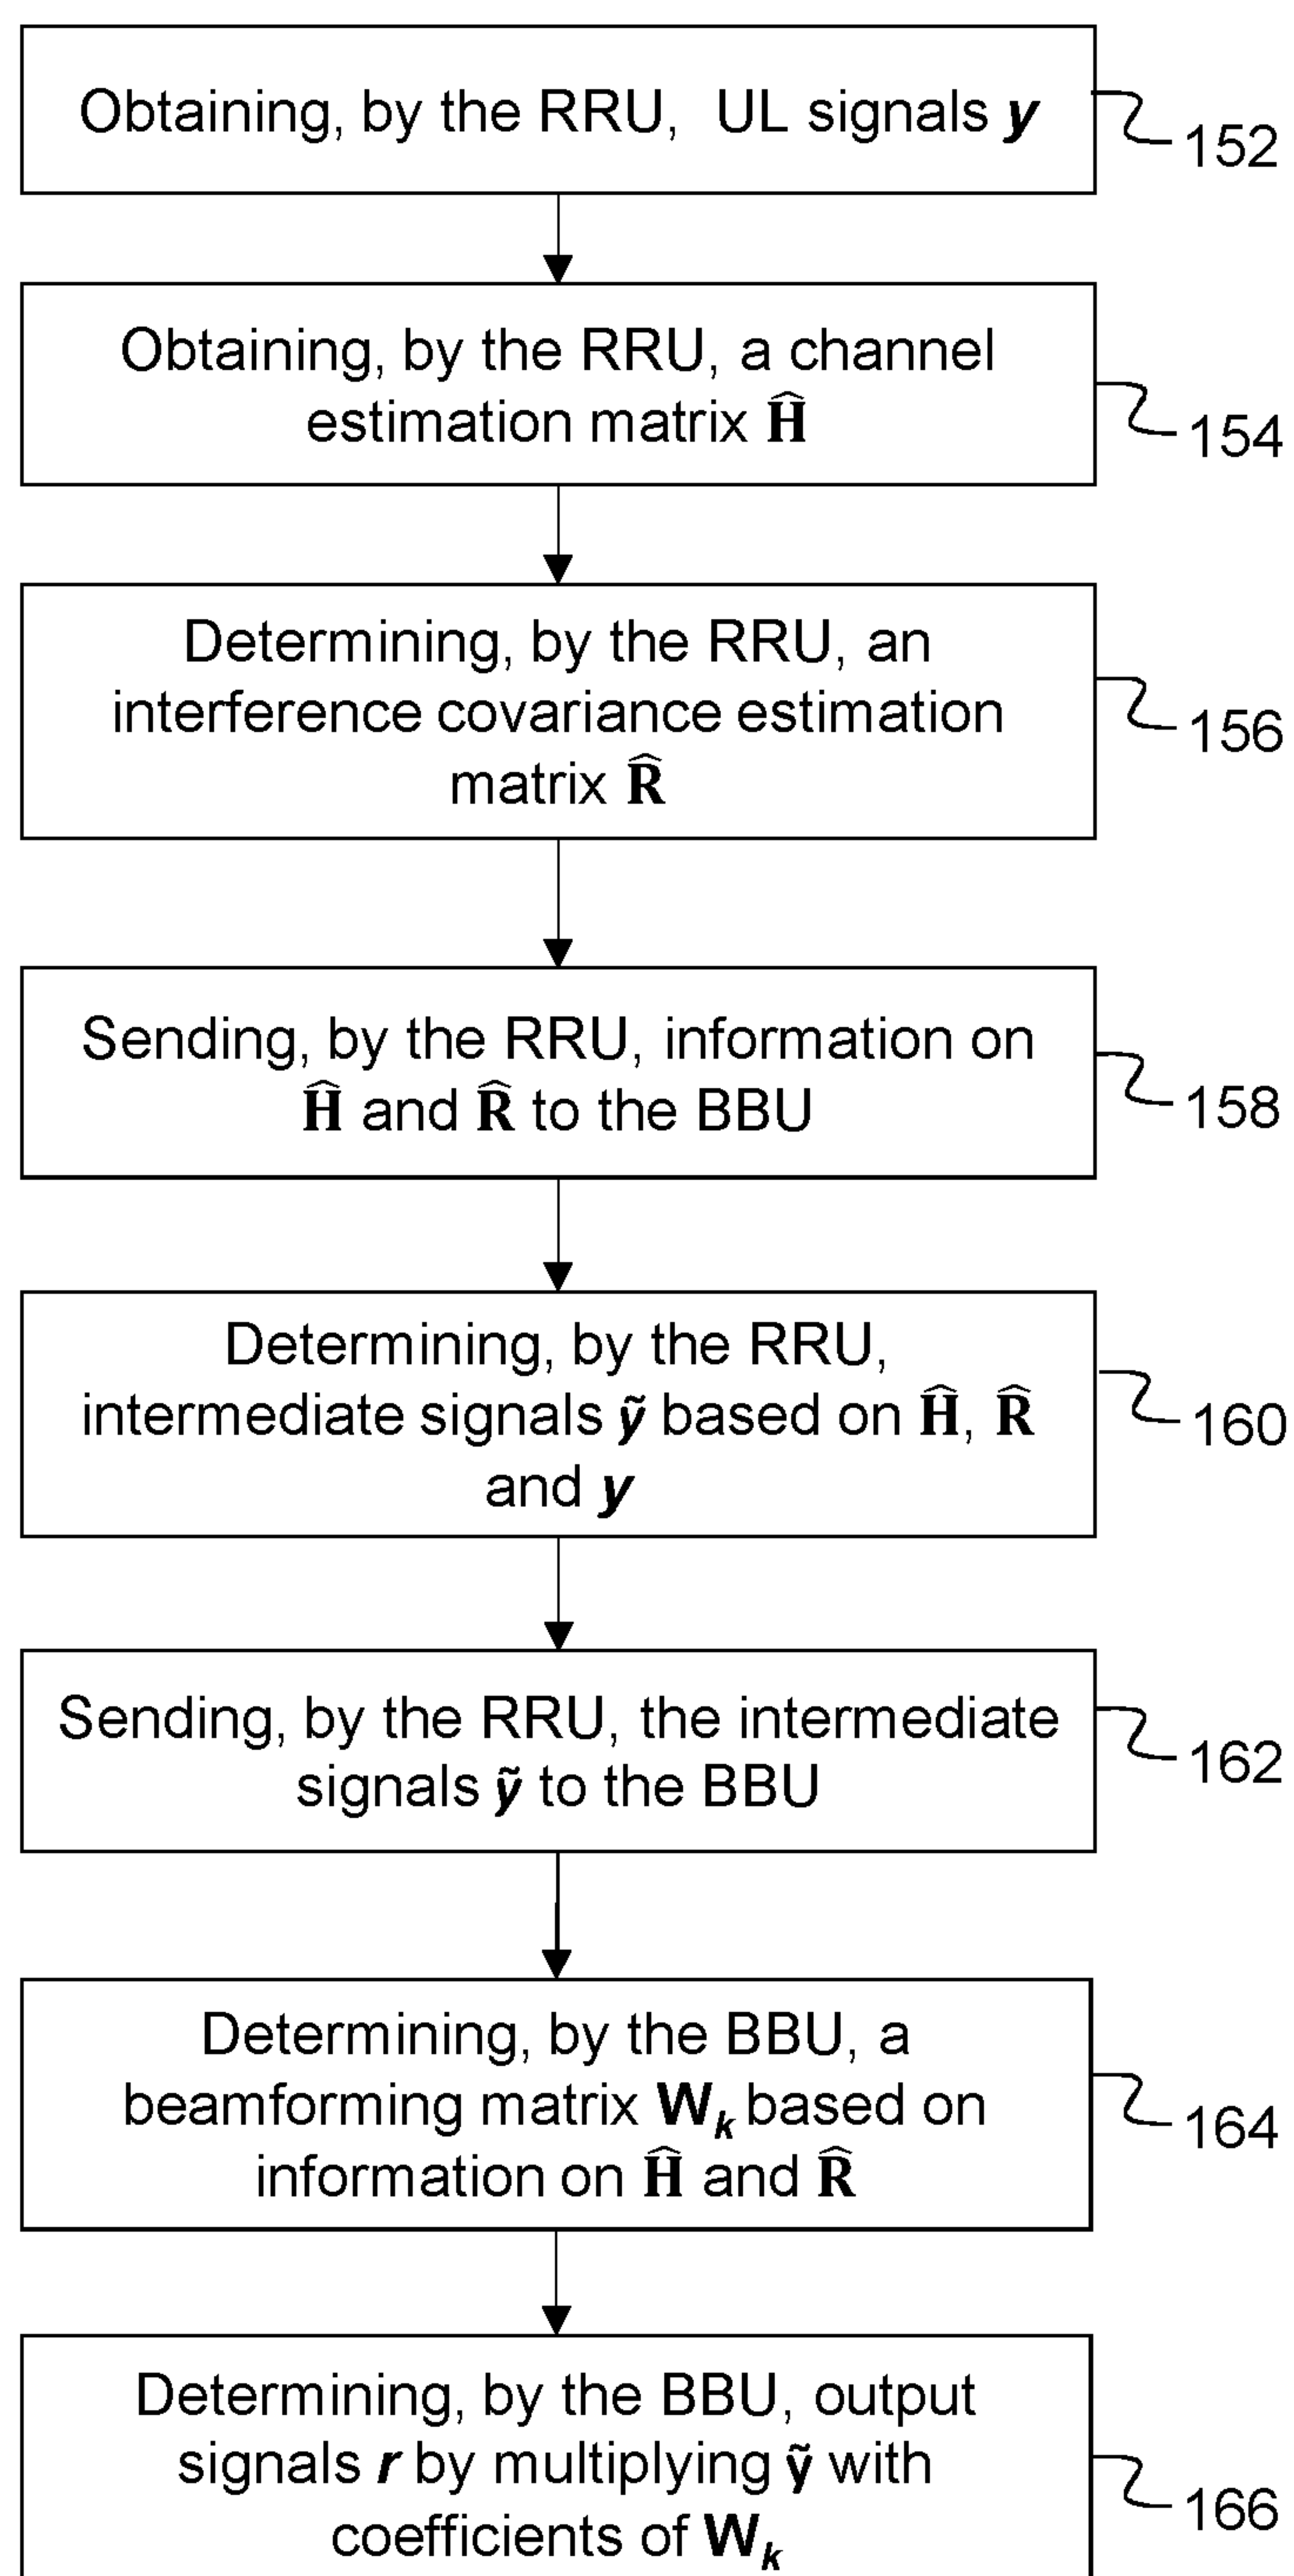 Obtaining, by the RRU, UL signals y
152
Obtaining, by the RRU, a channel
estimation matrix Ĥ
154
Determining, by the RRU, an
interference covariance estimation
matrix R̂
156
Sending, by the RRU, information on
Ĥ and R̂ to the BBU
158
Determining, by the RRU,
intermediate signals ỹ based on Ĥ, R̂
and y
160
Sending, by the RRU, the intermediate
signals ỹ to the BBU
162
Determining, by the BBU, a
beamforming matrix Wk based on
information on Ĥ and R̂
164
Determining, by the BBU, output
signals r by multiplying ỹ with
coefficients of Wk
166